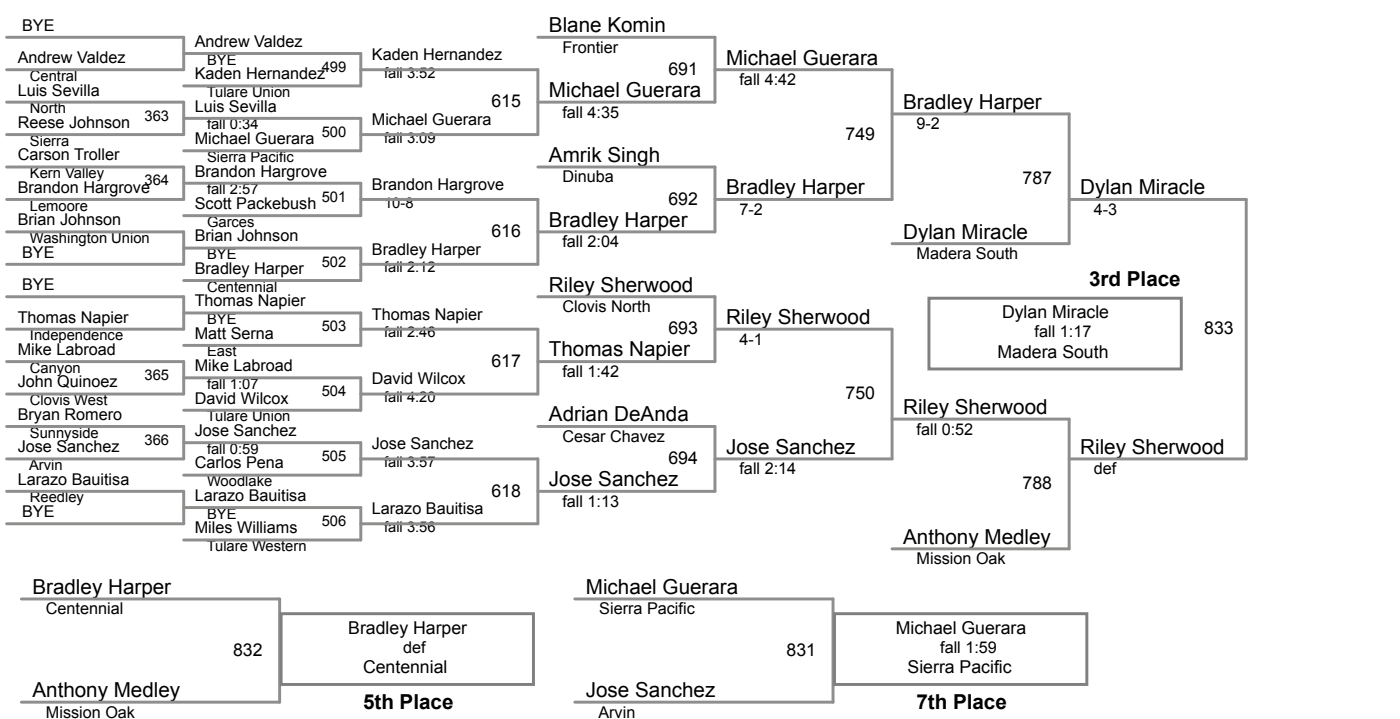 BYE
Andrew Valdez
Central
Luis Sevilla
North
Reese Johnson
363
Sierra
Carson Troller
Kern Valley
Brandon Hargrove
364
Lemoore
Brian Johnson
Washington Union
BYE
BYE
Thomas Napier
Independence
Mike Labroad
Canyon
John Quinoez
365
Clovis West
Bryan Romero
Sunnyside
Jose Sanchez
366
Arvin
Larazo Bauitisa
Reedley
BYE
Andrew Valdez
BYE
Kaden Hernandez
499
Tulare Union
Luis Sevilla
fall 0:34
Michael Guerara
500
Sierra Pacific
Brandon Hargrove
fall 2:57
Scott Packebush
501
Garces
Brian Johnson
BYE
Bradley Harper
502
Centennial
Thomas Napier
BYE
Matt Serna
503
East
Mike Labroad
fall 1:07
David Wilcox
504
Tulare Union
Jose Sanchez
fall 0:59
Carlos Pena
505
Woodlake
Larazo Bauitisa
BYE
Miles Williams
506
Tulare Western
Kaden Hernandez
fall 3:52
615
Michael Guerara
fall 3:09
Brandon Hargrove
10-8
616
Bradley Harper
fall 2:12
Thomas Napier
fall 2:46
617
David Wilcox
fall 4:20
Jose Sanchez
fall 3:57
618
Larazo Bauitisa
fall 3:56
Blane Komin
Frontier
691
Michael Guerara
fall 4:35
Amrik Singh
Dinuba
692
Bradley Harper
fall 2:04
Riley Sherwood
Clovis North
693
Thomas Napier
fall 1:42
Adrian DeAnda
Cesar Chavez
694
Jose Sanchez
fall 1:13
Michael Guerara
fall 4:42
749
Bradley Harper
7-2
Riley Sherwood
4-1
750
Jose Sanchez
fall 2:14
Bradley Harper
9-2
787
Dylan Miracle
Madera South
Riley Sherwood
fall 0:52
788
Anthony Medley
Mission Oak
Dylan Miracle
4-3
833
Riley Sherwood
def
3rd Place
Dylan Miracle
fall 1:17
Madera South
Bradley Harper
Centennial
832
Anthony Medley
Mission Oak
Bradley Harper
def
Centennial
5th Place
Michael Guerara
Sierra Pacific
831
Jose Sanchez
Arvin
Michael Guerara
fall 1:59
Sierra Pacific
7th Place